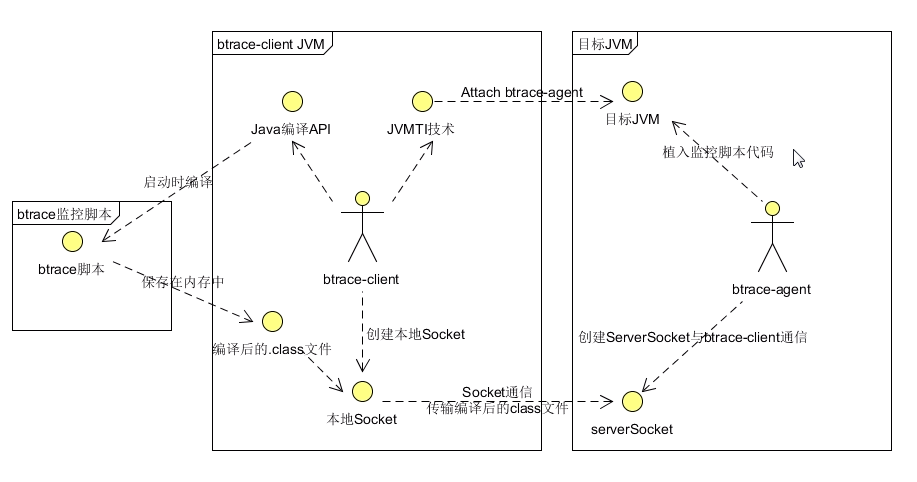 btrace-client JVM
目标JVM
Attach btrace-agent
Java编译API
JVMTI技术
目标JVM
植入监控脚本代码
启动时编译
btrace监控脚本
btrace脚本
btrace-client
btrace-agent
保存在内存中
创建本地Socket
创建ServerSocket与btrace-client通信
编译后的.class文件
Socket通信
传输编译后的class文件
本地Socket
serverSocket